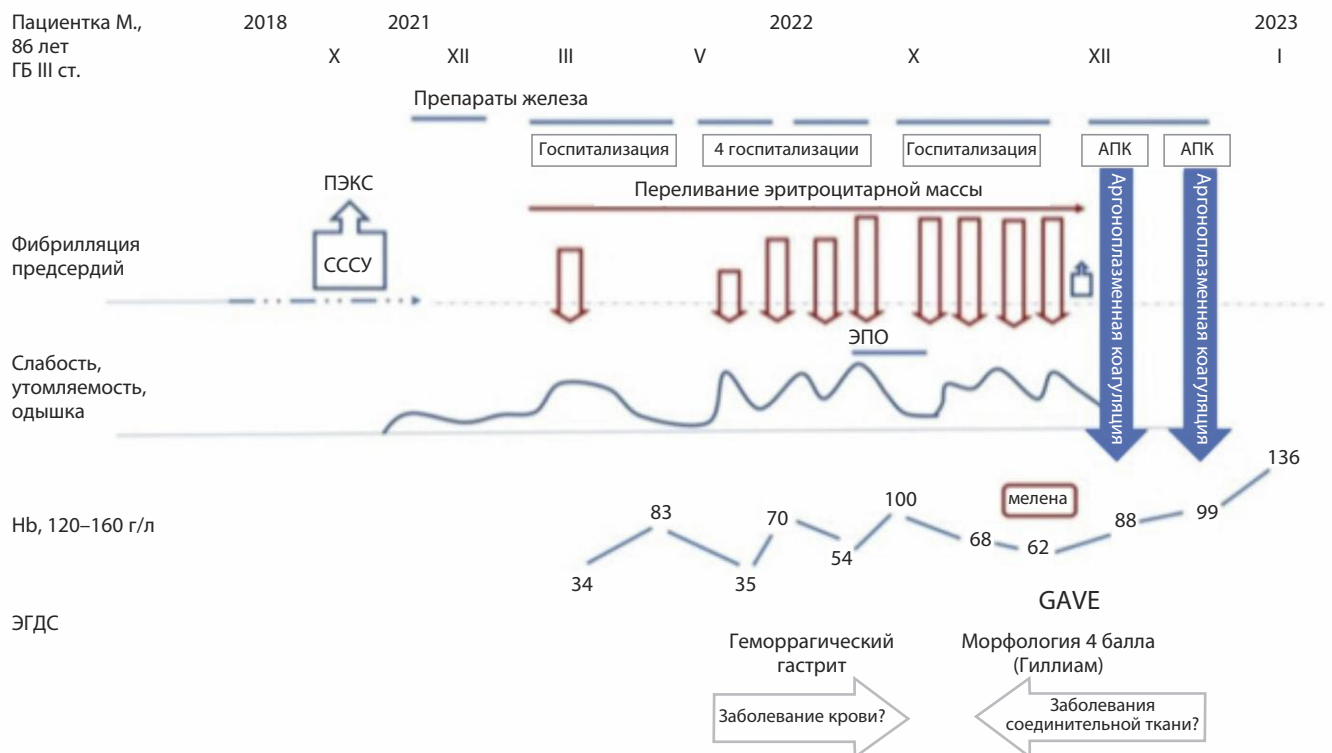 Пациентка М.,
86 лет
ГБ III ст.
2018
2021
2022
2023
X
XII
III
V
X
XII
I
Препараты железа
Госпитализация
4 госпитализации
Госпитализация
АПК
АПК
ПЭКС
СССУ
Переливание эритроцитарной массы
Аргоноплазменная коагуляция
Аргоноплазменная коагуляция
Фибрилляция
предсердий
ЭПО
Слабость,
утомляемость,
одышка
Hb, 120–160 г/л
34
83
35
70
54
100
68
62
мелена
88
99
136
ЭГДС
GAVE
Геморрагический
гастрит
Морфология 4 балла
(Гиллиам)
Заболевание крови?
Заболевания
соединительной ткани?